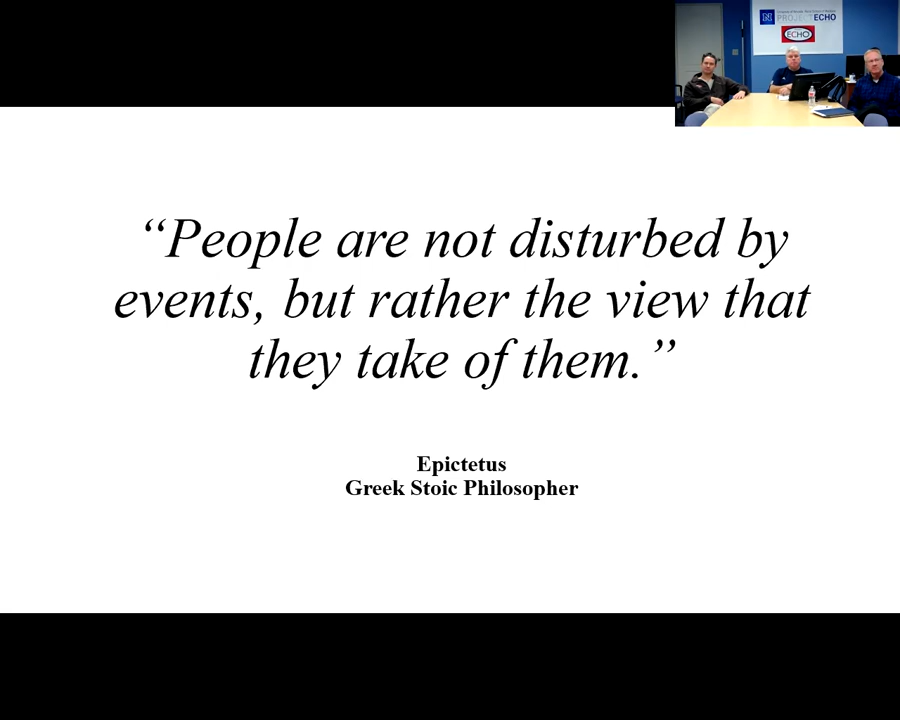 PROJECT ECHO
ECHO
“People are not disturbed by
events, but rather the view that
they take of them.”
Epictetus
Greek Stoic Philosopher